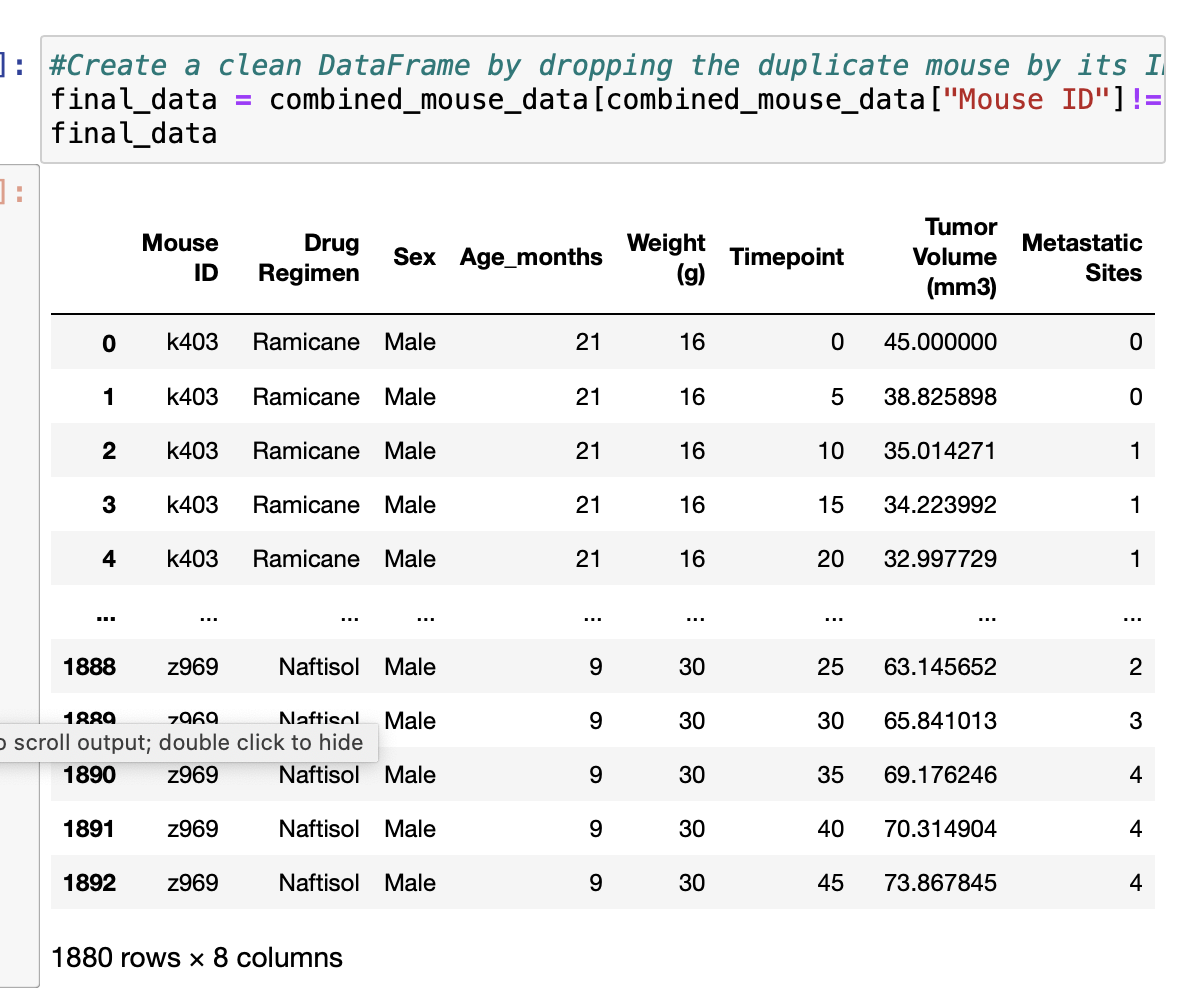 ]: #Create a clean DataFrame by dropping the duplicate mouse by its
final_data = combined_mouse_data[combined_mouse_data["Mouse ID"]!=
final_data
]:
Mouse ID Drug Regimen Sex Age_months Weight (g) Timepoint Tumor Volume (mm3) Metastatic Sites
0 k403 Ramicane Male 21 16 0 45.000000 0
1 k403 Ramicane Male 21 16 5 38.825898 0
2 k403 Ramicane Male 21 16 10 35.014271 1
3 k403 Ramicane Male 21 16 15 34.223992 1
4 k403 Ramicane Male 21 16 20 32.997729 1
... ... ... ... ... ... ... ... ...
1888 z969 Naftisol Male 9 30 25 63.145652 2
1889 z969 Naftisol Male 9 30 30 65.841013 3
scroll output; double click to hide
1890 z969 Naftisol Male 9 30 35 69.176246 4
1891 z969 Naftisol Male 9 30 40 70.314904 4
1892 z969 Naftisol Male 9 30 45 73.867845 4
1880 rows × 8 columns